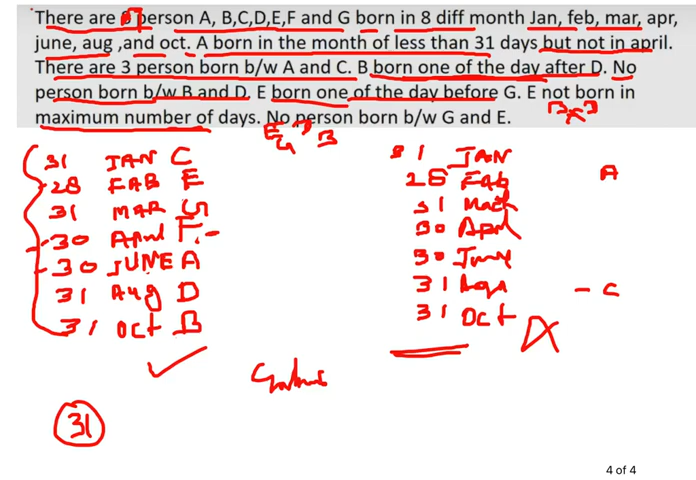 There are 7 person A, B,C,D,E,F and G born in 8 diff month Jan, feb, mar, apr,
june, aug ,and oct. A born in the month of less than 31 days but not in april.
There are 3 person born b/w A and C. B born one of the day after D. No
person born b/w B and D. E born one of the day before G. E not born in
maximum number of days. No person born b/w G and E.
31 JAN C
28 FAB E
31 MAR G
30 April F
30 JUNE A
31 Aug D
31 Oct B
31 JAN
28 Fab A
31 March
30 April
30 June
31 Aga - C
31 Oct
31
4 of 4